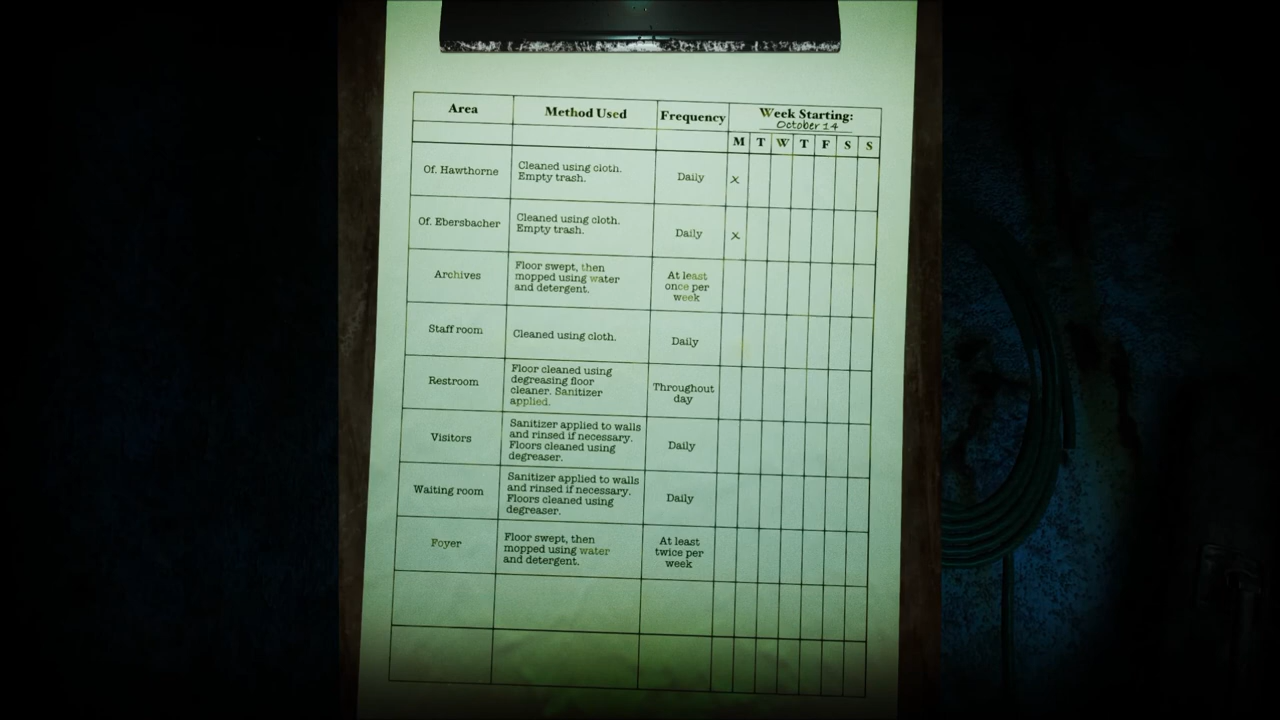 Area Method Used Frequency Week Starting:
October 14
M T W T F S S
Of. Hawthorne
Cleaned using cloth.
Empty trash.
Daily
x
Of. Ebersbacher
Cleaned using cloth.
Empty trash.
Daily
x
Archives
Floor swept, then
mopped using water
and detergent.
At least
once per
week
Staff room
Cleaned using cloth.
Daily
Restroom
Floor cleaned using
degreasing floor
cleaner. Sanitizer
applied.
Throughout
day
Visitors
Sanitizer applied to walls
and rinsed if necessary.
Floors cleaned using
degreaser.
Daily
Waiting room
Sanitizer applied to walls
and rinsed if necessary.
Floors cleaned using
degreaser.
Daily
Foyer
Floor swept, then
mopped using water
and detergent.
At least
twice per
week